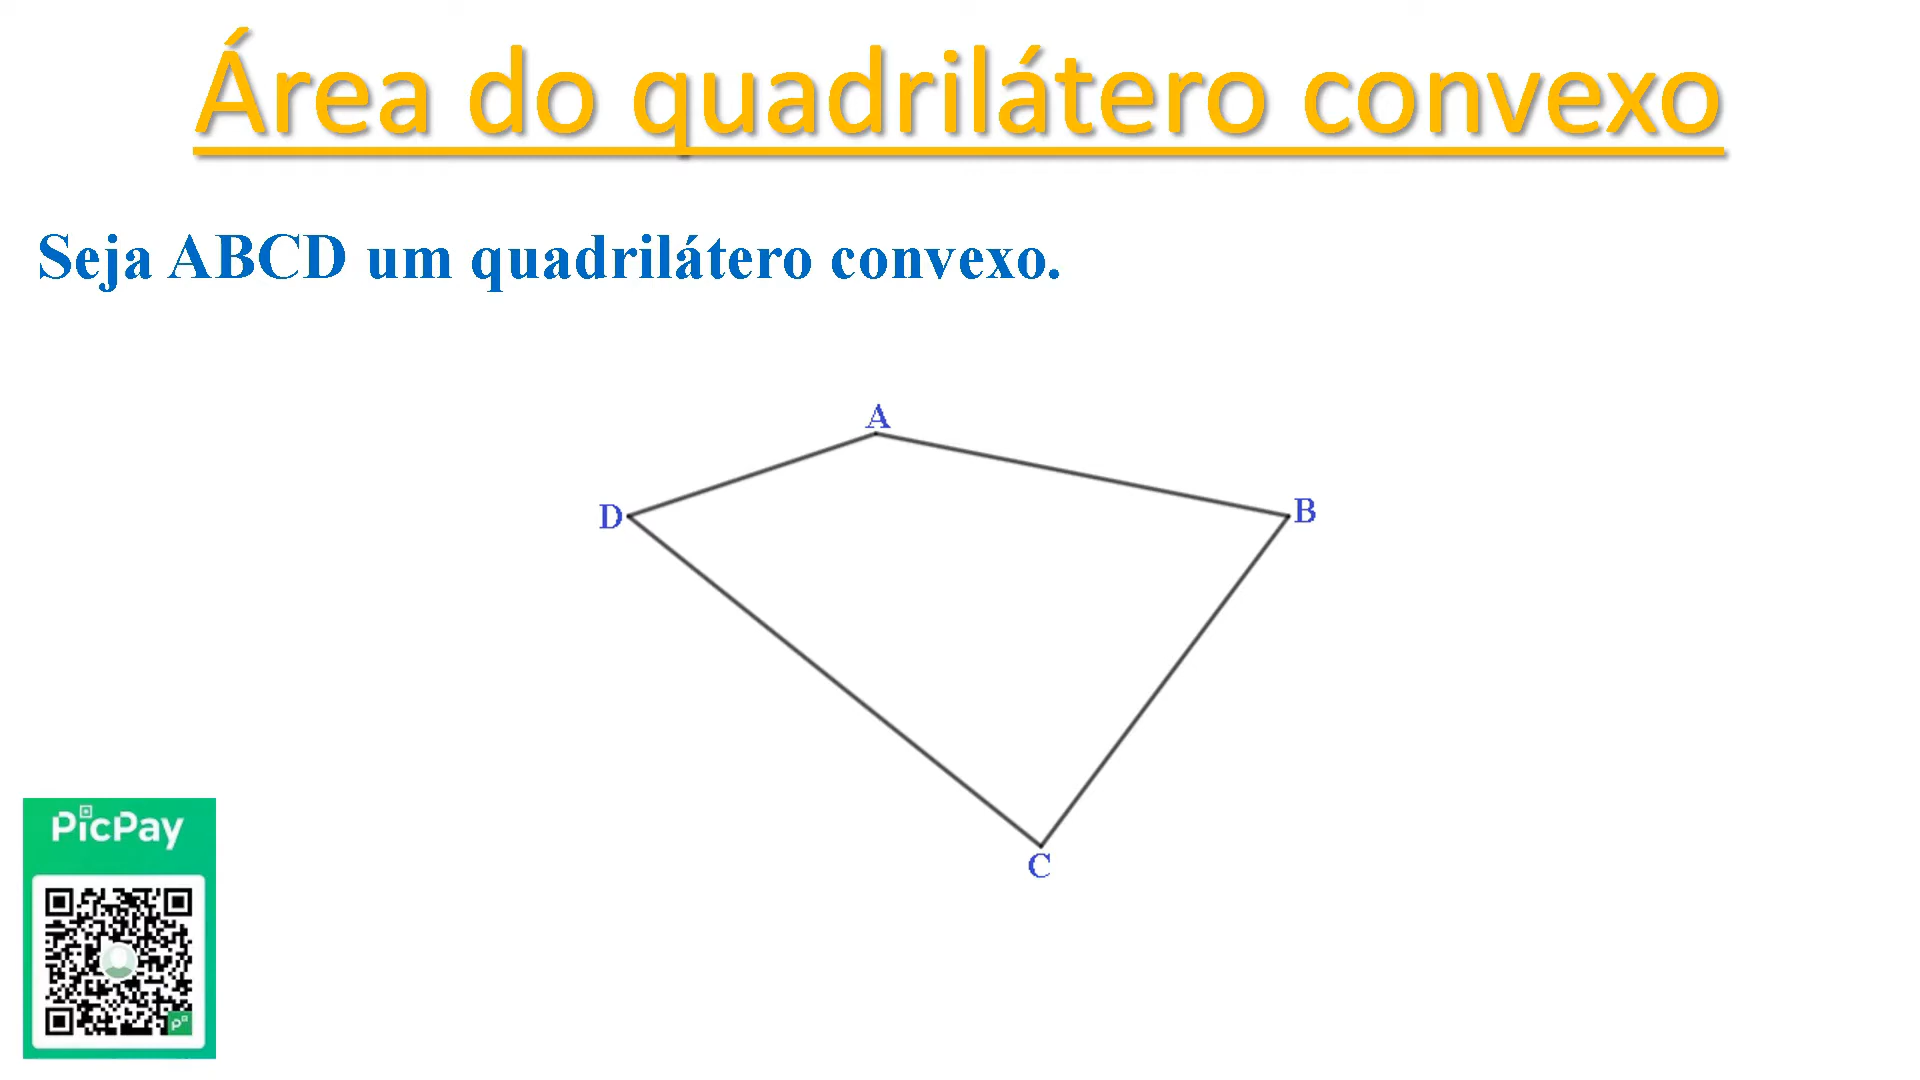 Área do quadrilátero convexo
Seja ABCD um quadrilátero convexo.
A
D
B
C
PicPay